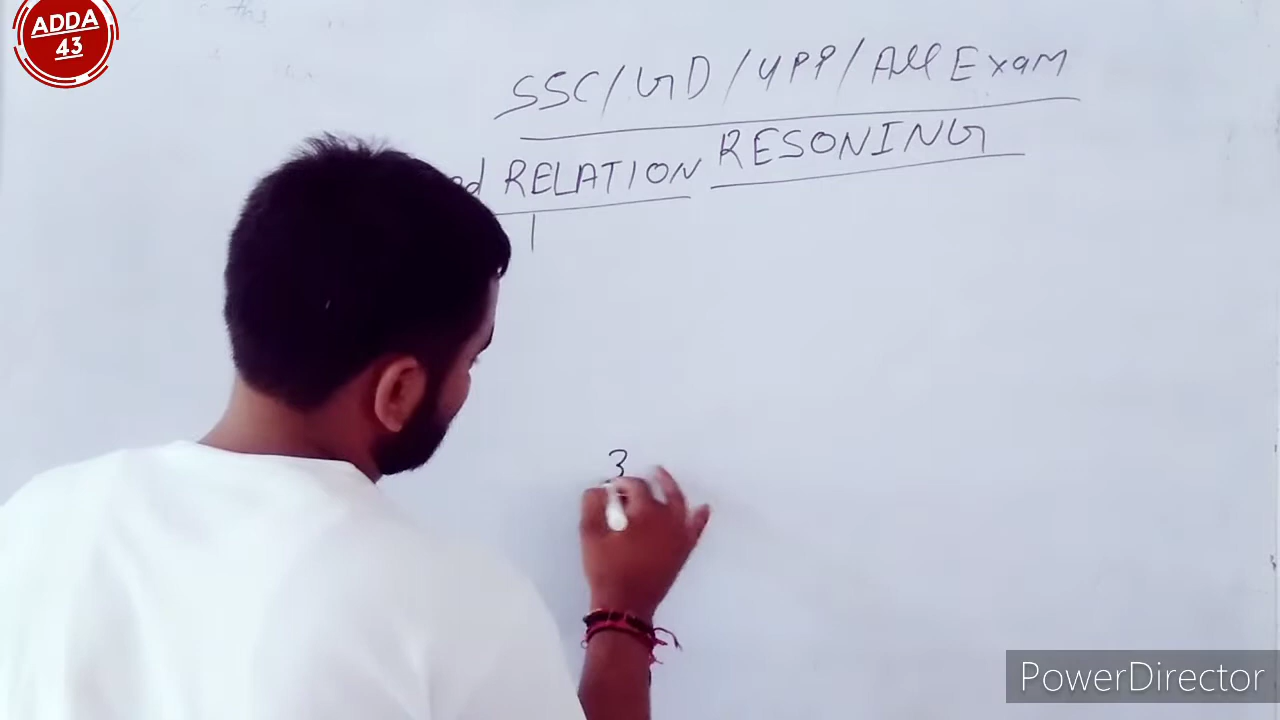 ADDA
43
SSC/GD/UPP/All Exam
RELATION RESONING
3
PowerDirector